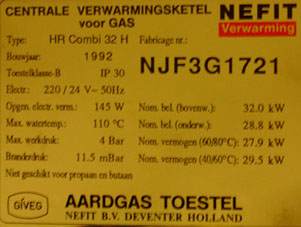 CENTRALE VERWARMINGSKETEL
voor GAS
NEFIT
Verwarming
Type: HR Combi 32 H Fabricage nr.:
Bouwjaar: 1992
NJF3G1721
Toestelklasse-B IP 30
Electr.: 220 / 24 V~ 50Hz
Opgen. electr. verm.: 145 W Nom. bel. (bovenw.) 32.0 kW
Max. watertemp.: 110 °C Nom. bel. (onderw.) 28.8 kW
Max. werkdruk: 4 Bar Nom. vermogen (60/80°C): 27.9 kW
Branderdruk: 11.5 mBar Nom. vermogen (40/60°C): 29.5 kW
Niet geschikt voor propaan en butaan
GIVEG
AARDGAS TOESTEL
NEFIT B.V. DEVENTER HOLLAND